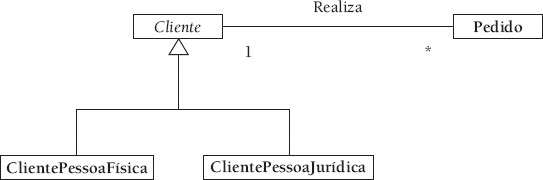 Realiza
Cliente
Pedido
1
*
ClientePessoaFísica
ClientePessoaJurídica